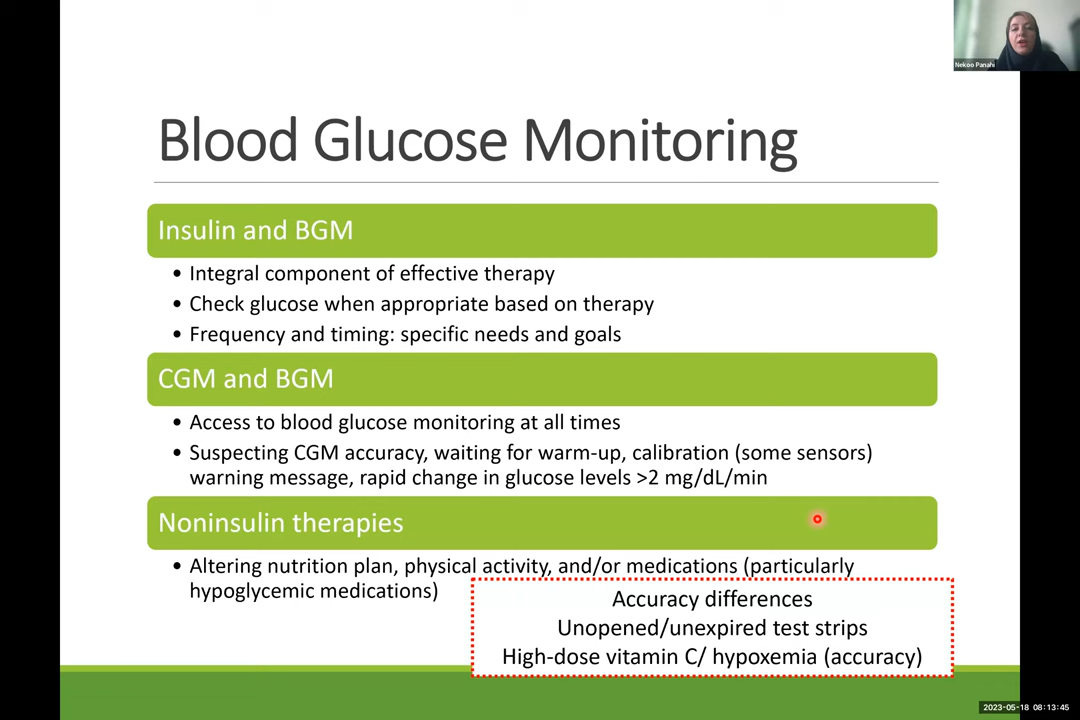 Nekoo Panahi
Blood Glucose Monitoring
Insulin and BGM
• Integral component of effective therapy
• Check glucose when appropriate based on therapy
• Frequency and timing: specific needs and goals
CGM and BGM
• Access to blood glucose monitoring at all times
• Suspecting CGM accuracy, waiting for warm-up, calibration (some sensors)
warning message, rapid change in glucose levels >2 mg/dL/min
Noninsulin therapies
• Altering nutrition plan, physical activity, and/or medications (particularly
hypoglycemic medications)
Accuracy differences
Unopened/unexpired test strips
High-dose vitamin C/ hypoxemia (accuracy)
2023-05-18 08:13:45